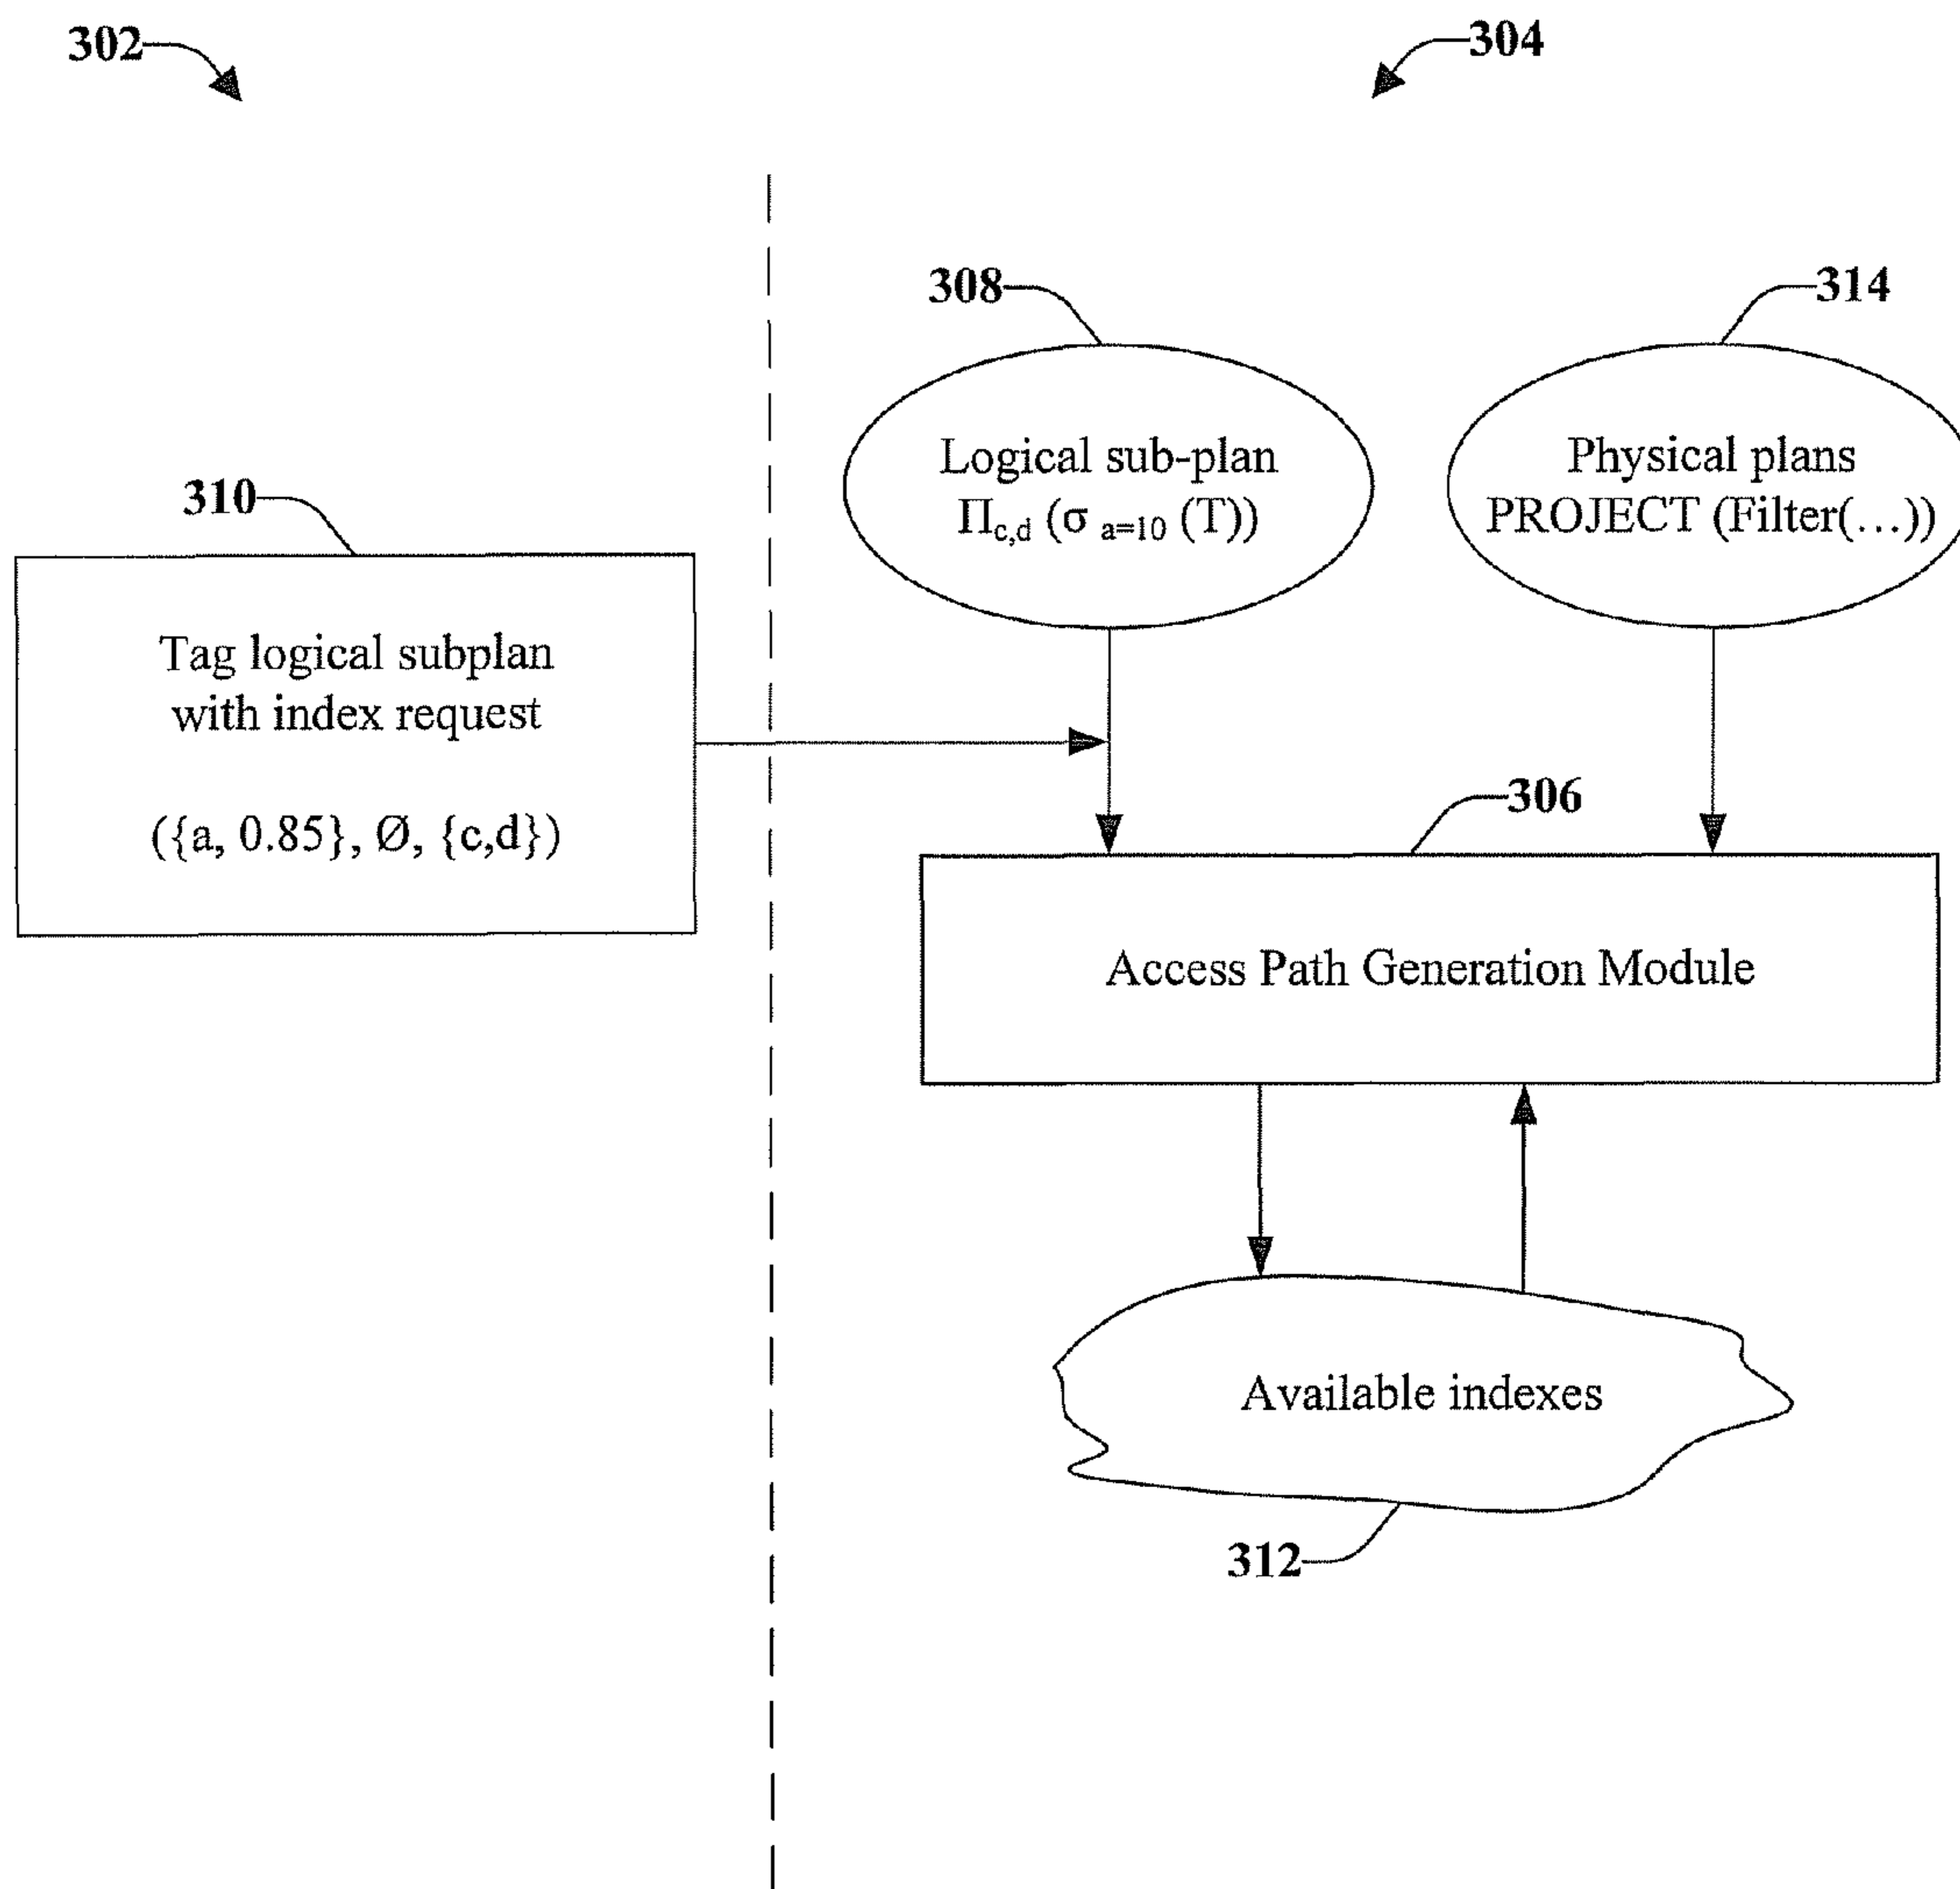 302
304
308
314
Logical sub-plan
Π_{c,d} (σ _{a=10} (T))
Physical plans
PROJECT (Filter(...))
310
Tag logical subplan
with index request
({a, 0.85}, Ø, {c,d})
306
Access Path Generation Module
Available indexes
312